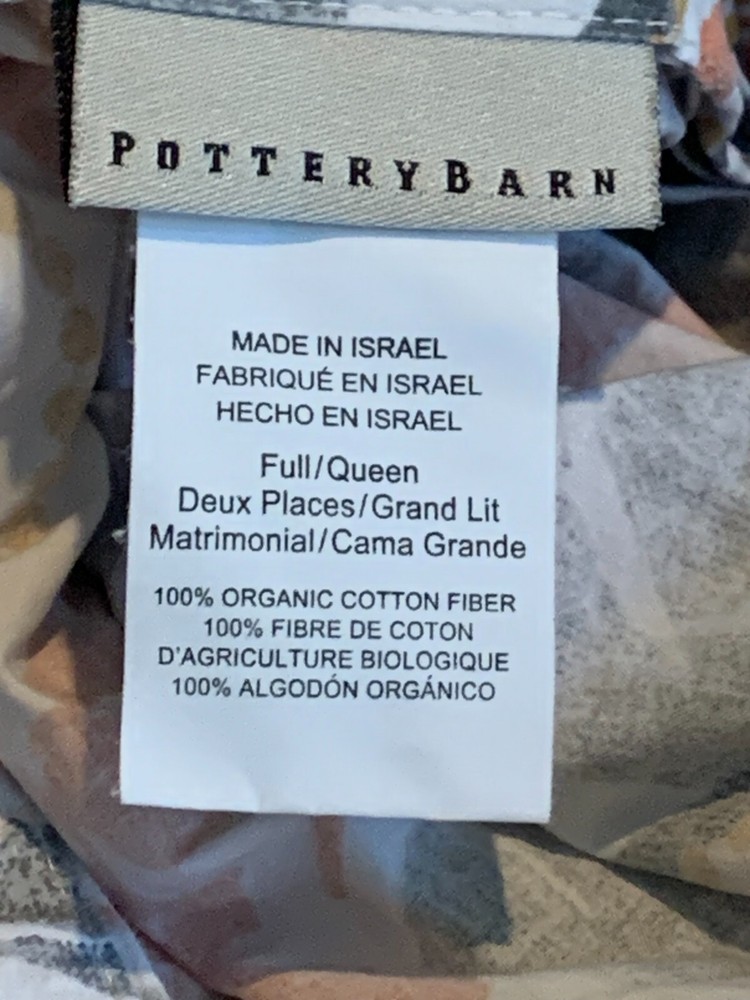 POTTERYBARN
MADE IN ISRAEL
FABRIQUÉ EN ISRAEL
HECHO EN ISRAEL
Full/Queen
Deux Places/Grand Lit
Matrimonial/Cama Grande
100% ORGANIC COTTON FIBER
100% FIBRE DE COTON
D'AGRICULTURE BIOLOGIQUE
100% ALGODÓN ORGÁNICO